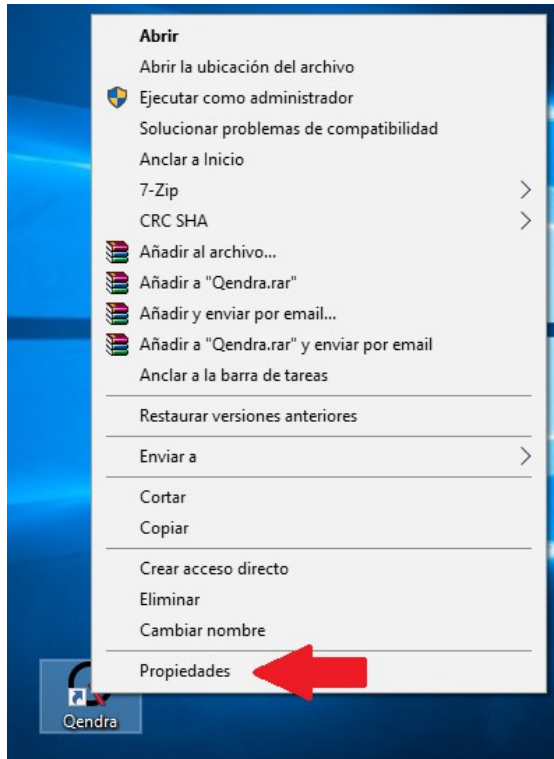 Abrir
Abrir la ubicación del archivo
Ejecutar como administrador
Solucionar problemas de compatibilidad
Anclar a Inicio
7-Zip
CRC SHA
Añadir al archivo...
Añadir a "Qendra.rar"
Añadir y enviar por email...
Añadir a "Qendra.rar" y enviar por email
Anclar a la barra de tareas
Restaurar versiones anteriores
Enviar a
Cortar
Copiar
Crear acceso directo
Eliminar
Cambiar nombre
Propiedades
Qendra